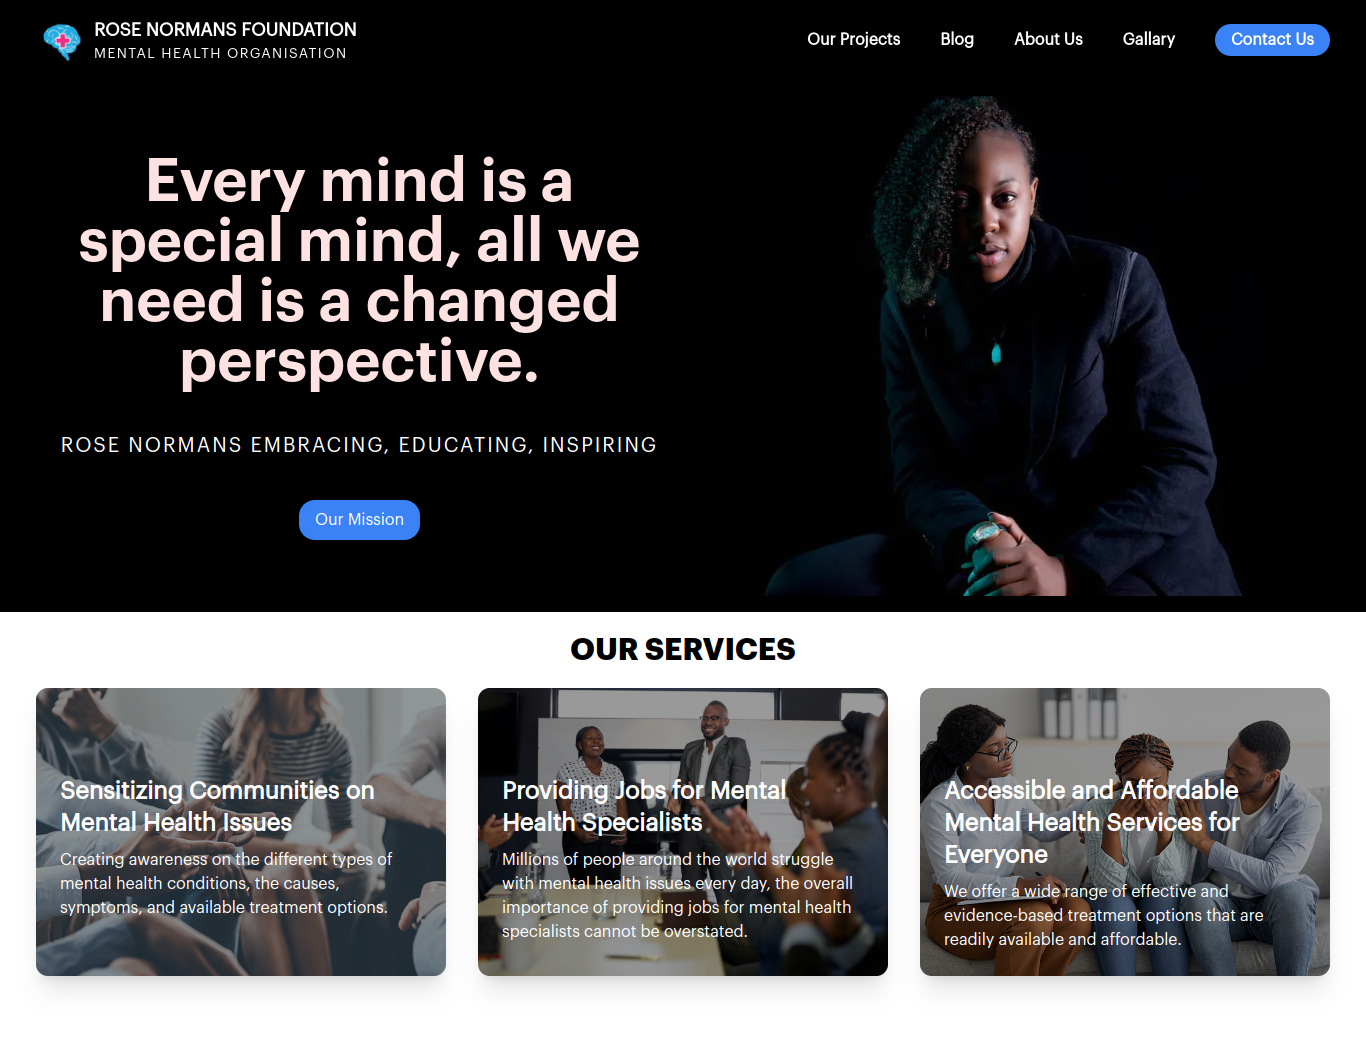 ROSE NORMANS FOUNDATION
MENTAL HEALTH ORGANISATION
Our Projects
Blog
About Us
Gallary
Contact Us
Every mind is a
special mind, all we
need is a changed
perspective.
ROSE NORMANS EMBRACING, EDUCATING, INSPIRING
Our Mission
OUR SERVICES
Sensitizing Communities on
Mental Health Issues
Creating awareness on the different types of
mental health conditions, the causes,
symptoms, and available treatment options.
Providing Jobs for Mental
Health Specialists
Millions of people around the world struggle
with mental health issues every day, the overall
importance of providing jobs for mental health
specialists cannot be overstated.
Accessible and Affordable
Mental Health Services for
Everyone
We offer a wide range of effective and
evidence-based treatment options that are
readily available and affordable.